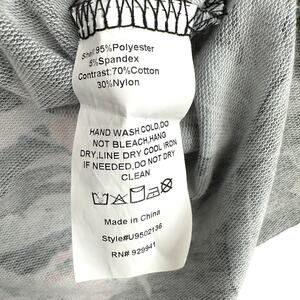 Shell:95%Polyester
5%Spandex
Contrast:70%Cotton
30%Nylon
HAND WASH COLD,DO
NOT BLEACH,HANG
DRY,LINE DRY COOL IRON
IF NEEDED,DO NOT DRY
CLEAN
Made in China
Style#U9502136
RN# 929941